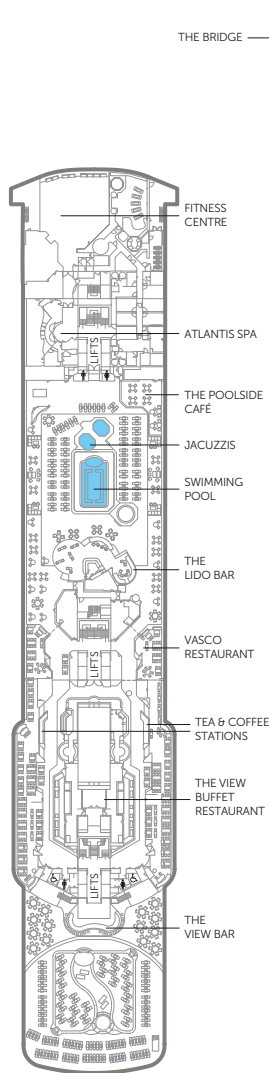 THE BRIDGE
FITNESS
CENTRE
ATLANTIS SPA
LIFTS
THE POOLSIDE
CAFÉ
JACUZZIS
SWIMMING
POOL
THE
LIDO BAR
VASCO
RESTAURANT
LIFTS
TEA & COFFEE
STATIONS
THE VIEW
BUFFET
RESTAURANT
LIFTS
THE
VIEW BAR